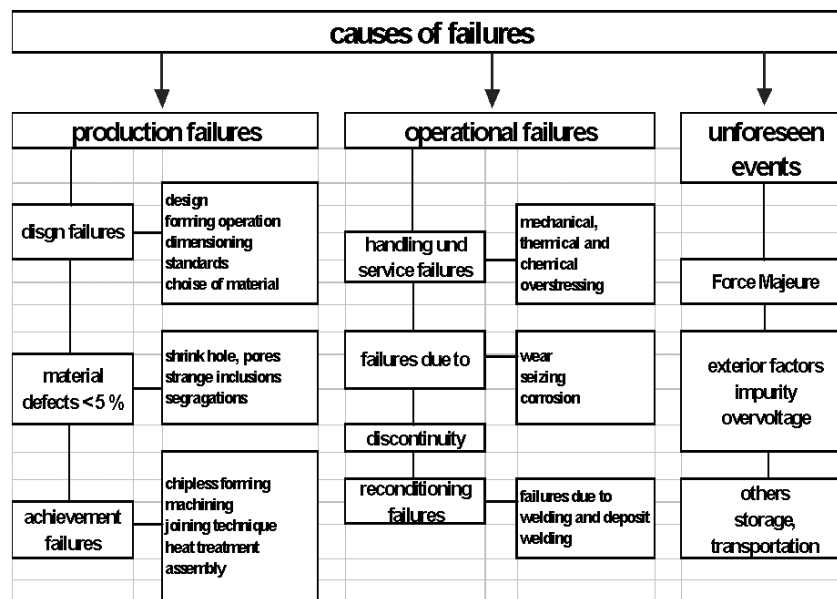 causes of failures
production failures
disgn failures
design
forming operation
dimensioning
standards
choise of material
material
defects <5 %
shrink hole, pores
strange inclusions
segragations
achievement
failures
chipless forming
machining
joining technique
heat treatment
assembly
operational failures
handling und
service failures
mechanical,
thermical and
chemical
overstressing
failures due to
wear
seizing
corrosion
discontinuity
reconditioning
failures
failures due to
welding and deposit
welding
unforeseen
events
Force Majeure
exterior factors
impurity
overvoltage
others
storage,
transportation